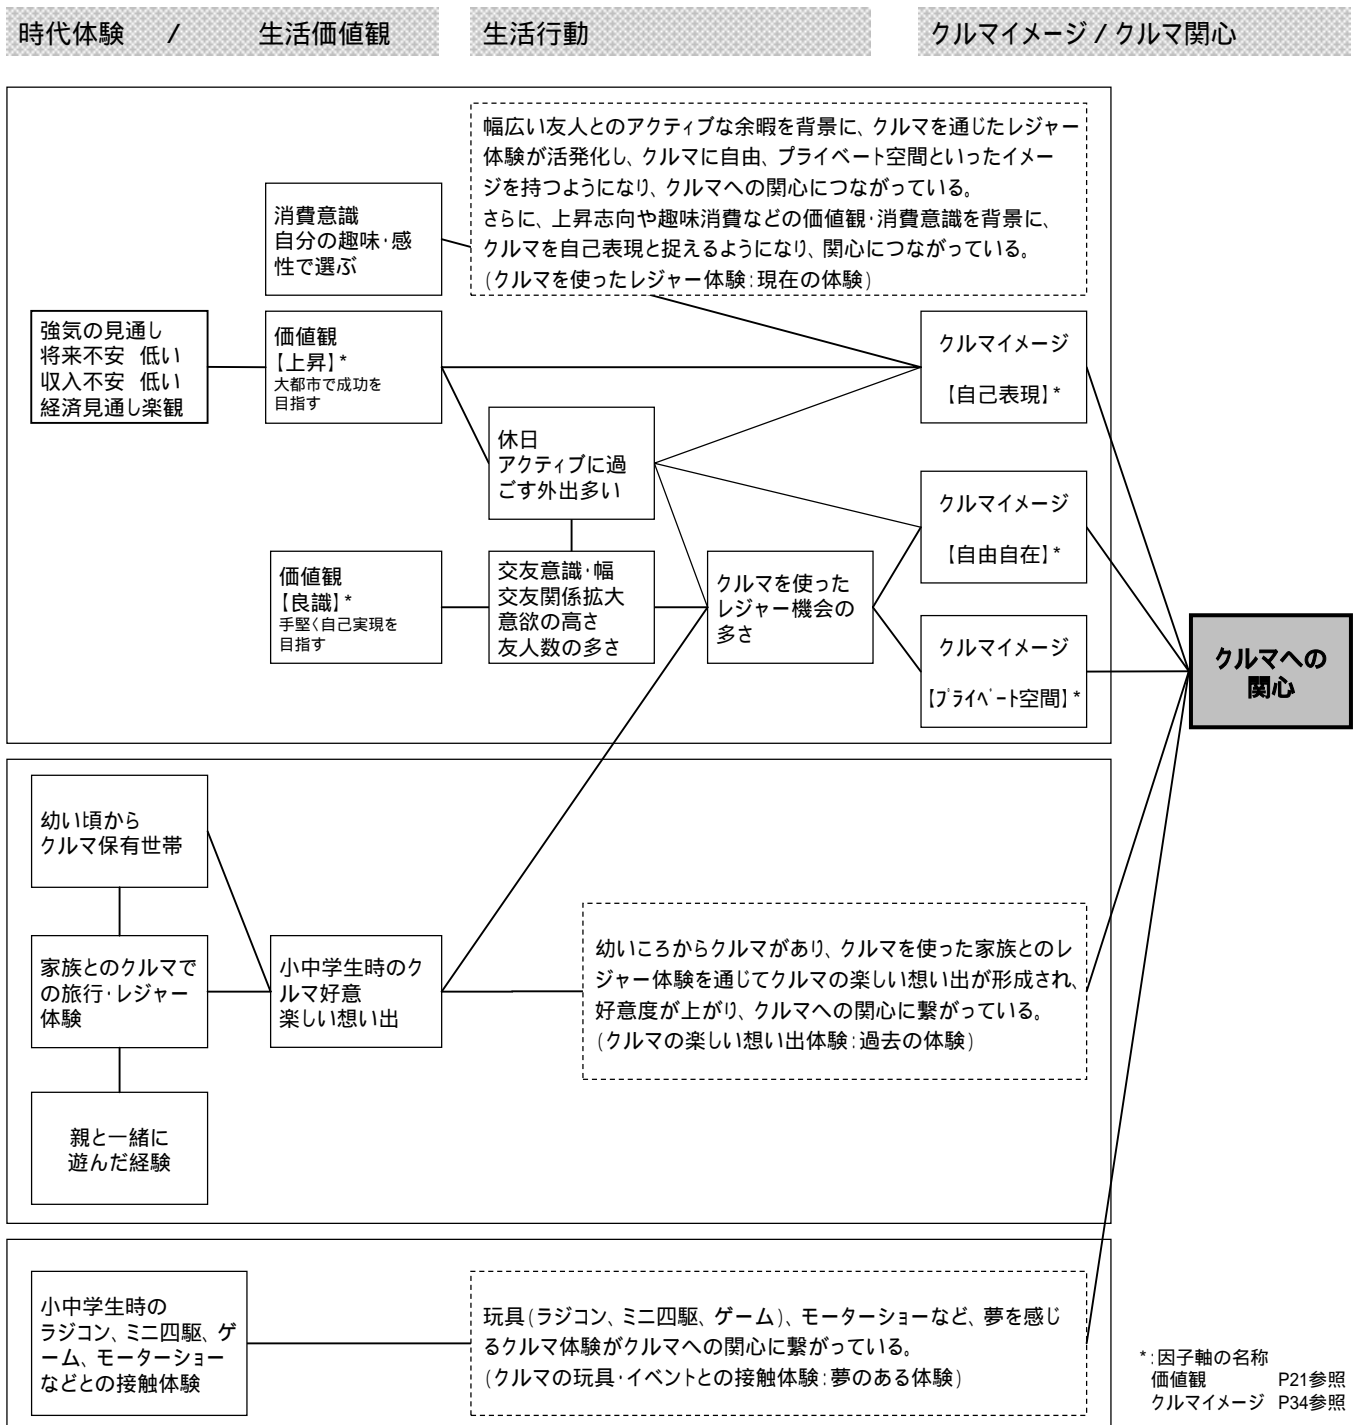 時代体験 / 生活価値観
生活行動
クルマイメージ / クルマ関心
幅広い友人とのアクティブな余暇を背景に、クルマを通じたレジャー
体験が活発化し、クルマに自由、プライベート空間といったイメー
ジを持つようになり、クルマへの関心につながっている。
さらに、上昇志向や趣味消費などの価値観・消費意識を背景に、
クルマを自己表現と捉えるようになり、関心につながっている。
(クルマを使ったレジャー体験:現在の体験)
消費意識
自分の趣味・感
性で選ぶ
強気の見通し
将来不安 低い
収入不安 低い
経済見通し楽観
価値観
【上昇】*
大都市で成功を
目指す
クルマイメージ
【自己表現】*
休日
アクティブに過
ごす外出多い
クルマイメージ
【自由自在】*
価値観
【良識】*
手堅く自己実現を
目指す
交友意識・幅
交友関係拡大
意欲の高さ
友人数の多さ
クルマを使った
レジャー機会の
多さ
クルマイメージ
【プライベート空間】*
クルマへの
関心
幼い頃から
クルマ保有世帯
家族とのクルマで
の旅行・レジャー
体験
小中学生時のク
ルマ好意
楽しい想い出
幼いころからクルマがあり、クルマを使った家族とのレ
ジャー体験を通じてクルマの楽しい想い出が形成され、
好意度が上がり、クルマへの関心に繋がっている。
(クルマの楽しい想い出体験:過去の体験)
親と一緒に
遊んだ経験
小中学生時の
ラジコン、ミニ四駆、ゲ
ーム、モーターショー
などとの接触体験
玩具(ラジコン、ミニ四駆、ゲーム)、モーターショーなど、夢を感じ
るクルマ体験がクルマへの関心に繋がっている。
(クルマの玩具・イベントとの接触体験:夢のある体験)
*:因子軸の名称
価値観 P21参照
クルマイメージ P34参照